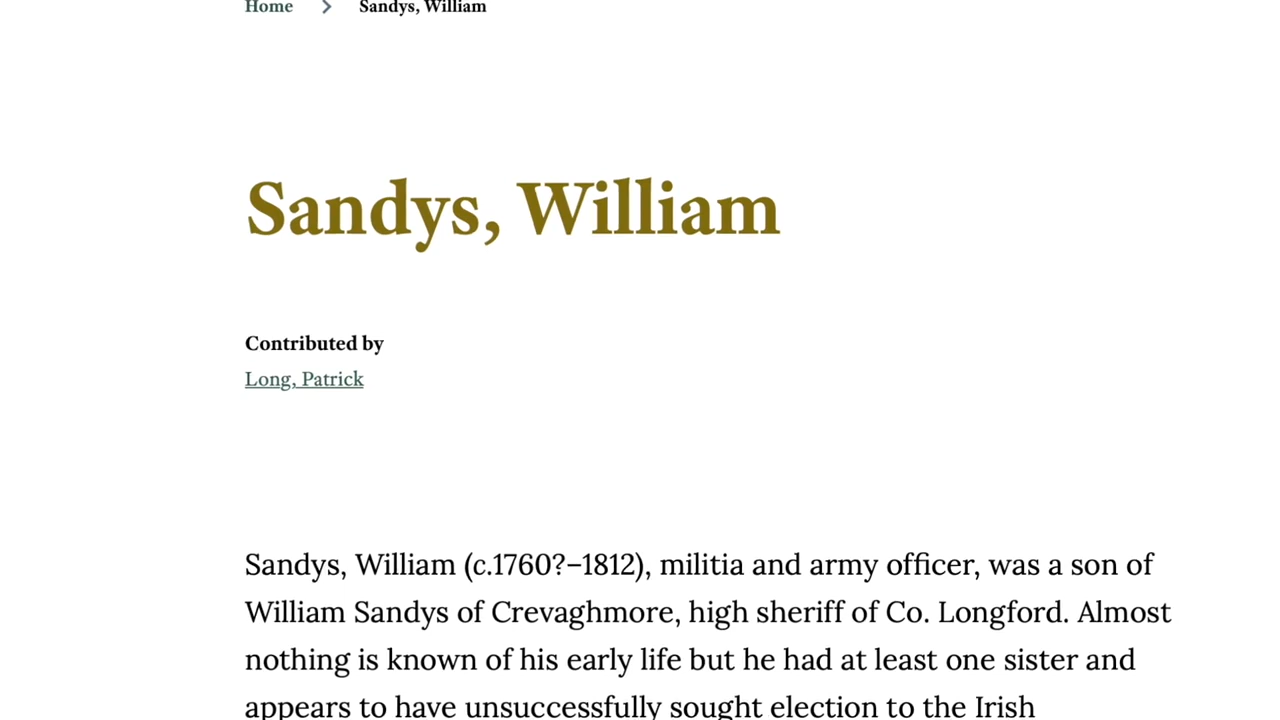 Home > Sandys, William
Sandys, William
Contributed by
Long, Patrick
Sandys, William (c.1760?–1812), militia and army officer, was a son of
William Sandys of Crevaghmore, high sheriff of Co. Longford. Almost
nothing is known of his early life but he had at least one sister and
appears to have unsuccessfully sought election to the Irish